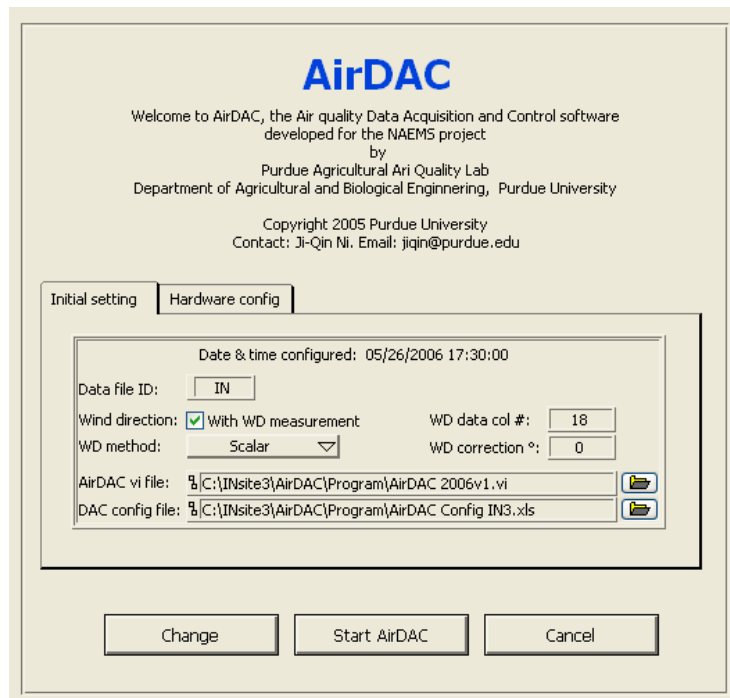 AirDAC
Welcome to AirDAC, the Air quality Data Acquisition and Control software
developed for the NAEMS project
by
Purdue Agricultural Ari Quality Lab
Department of Agricultural and Biological Enginnering, Purdue University
Copyright 2005 Purdue University
Contact: Ji-Qin Ni. Email: jiqin@purdue.edu
Initial setting Hardware config
Date & time configured: 05/26/2006 17:30:00
Data file ID: IN
Wind direction: With WD measurement WD data col #: 18
WD method: Scalar WD correction °: 0
AirDAC vi file: C:\INsite3\AirDAC\Program\AirDAC 2006v1.vi
DAC config file: C:\INsite3\AirDAC\Program\AirDAC Config IN3.xls
Change Start AirDAC Cancel